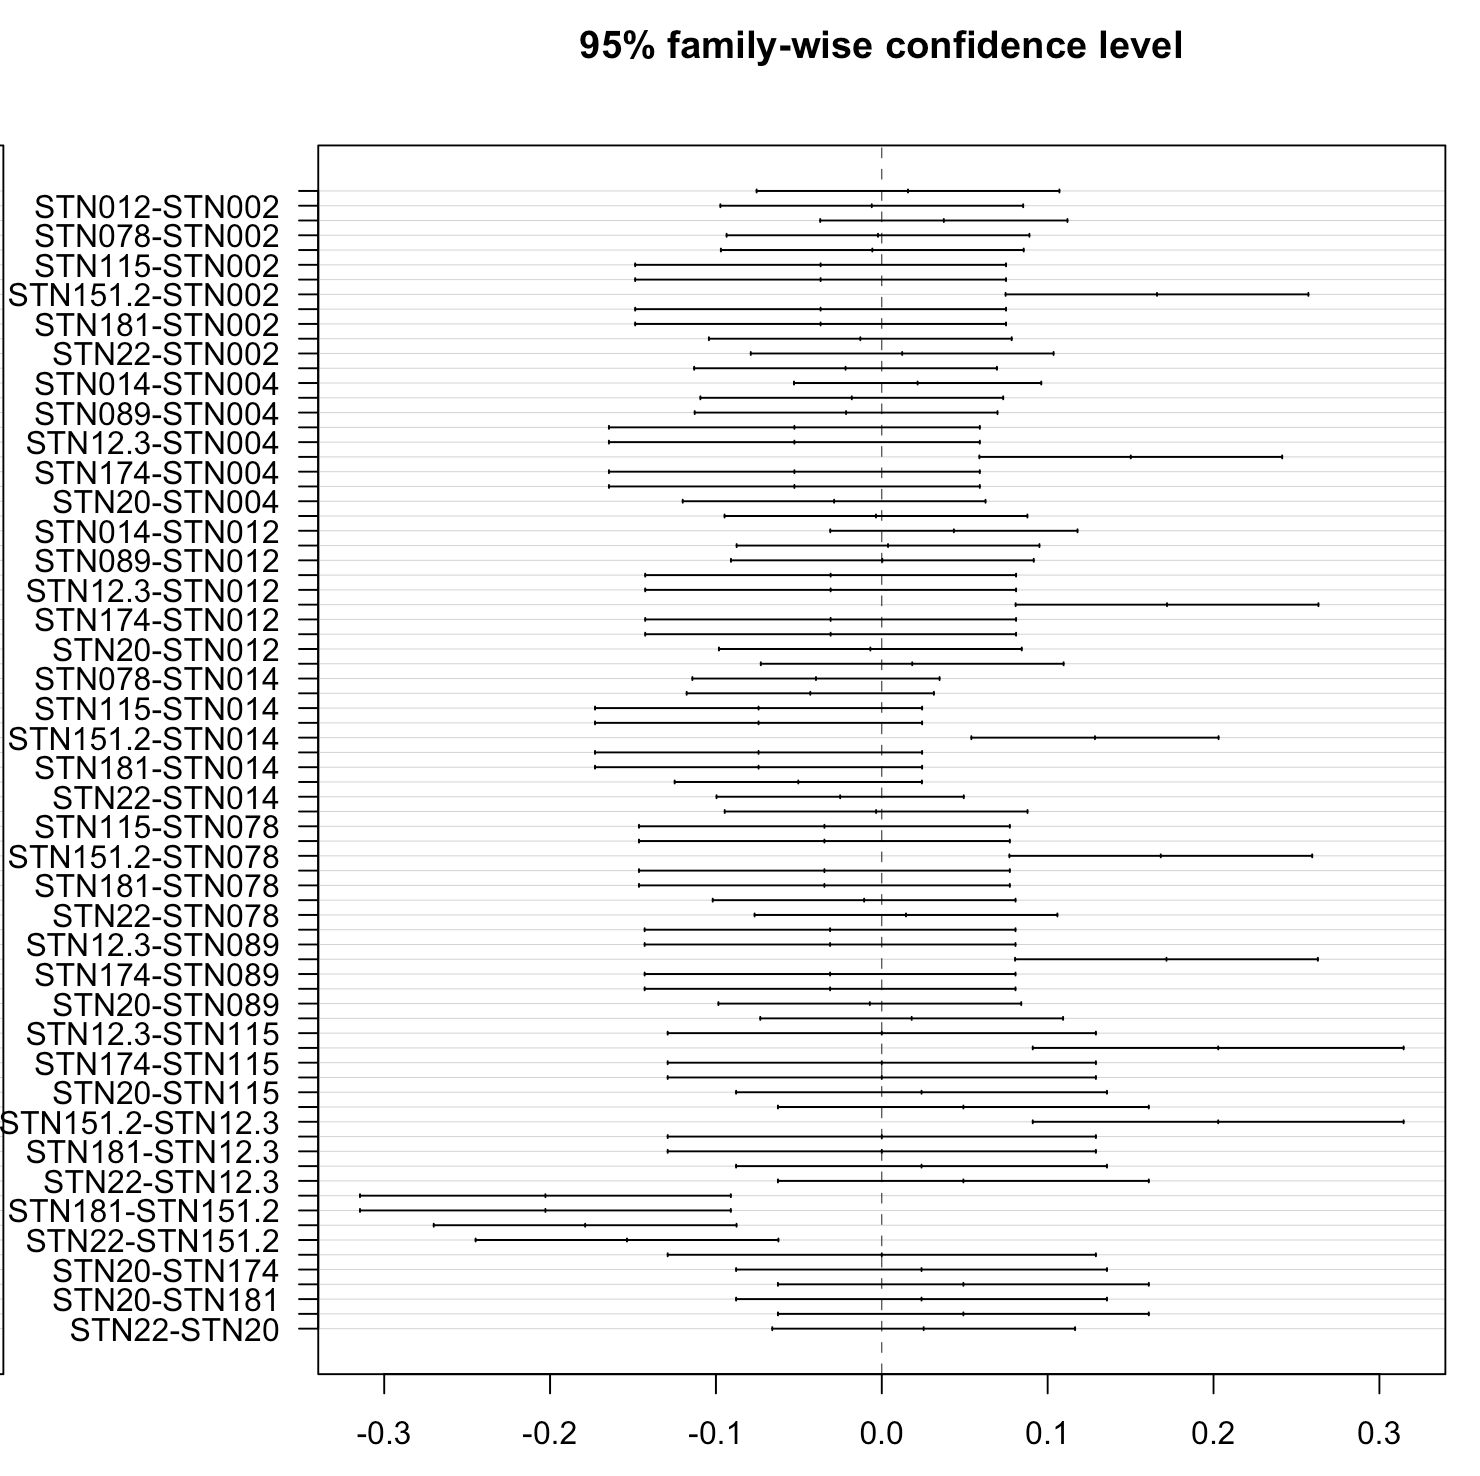 95% family-wise confidence level
STN012-STN002
STN078-STN002
STN115-STN002
STN151.2-STN002
STN181-STN002
STN22-STN002
STN014-STN004
STN089-STN004
STN12.3-STN004
STN174-STN004
STN20-STN004
STN014-STN012
STN089-STN012
STN12.3-STN012
STN174-STN012
STN20-STN012
STN078-STN014
STN115-STN014
STN151.2-STN014
STN181-STN014
STN22-STN014
STN115-STN078
STN151.2-STN078
STN181-STN078
STN22-STN078
STN12.3-STN089
STN174-STN089
STN20-STN089
STN12.3-STN115
STN174-STN115
STN20-STN115
STN151.2-STN12.3
STN181-STN12.3
STN22-STN12.3
STN181-STN151.2
STN22-STN151.2
STN20-STN174
STN20-STN181
STN22-STN20
-0.3 -0.2 -0.1 0.0 0.1 0.2 0.3